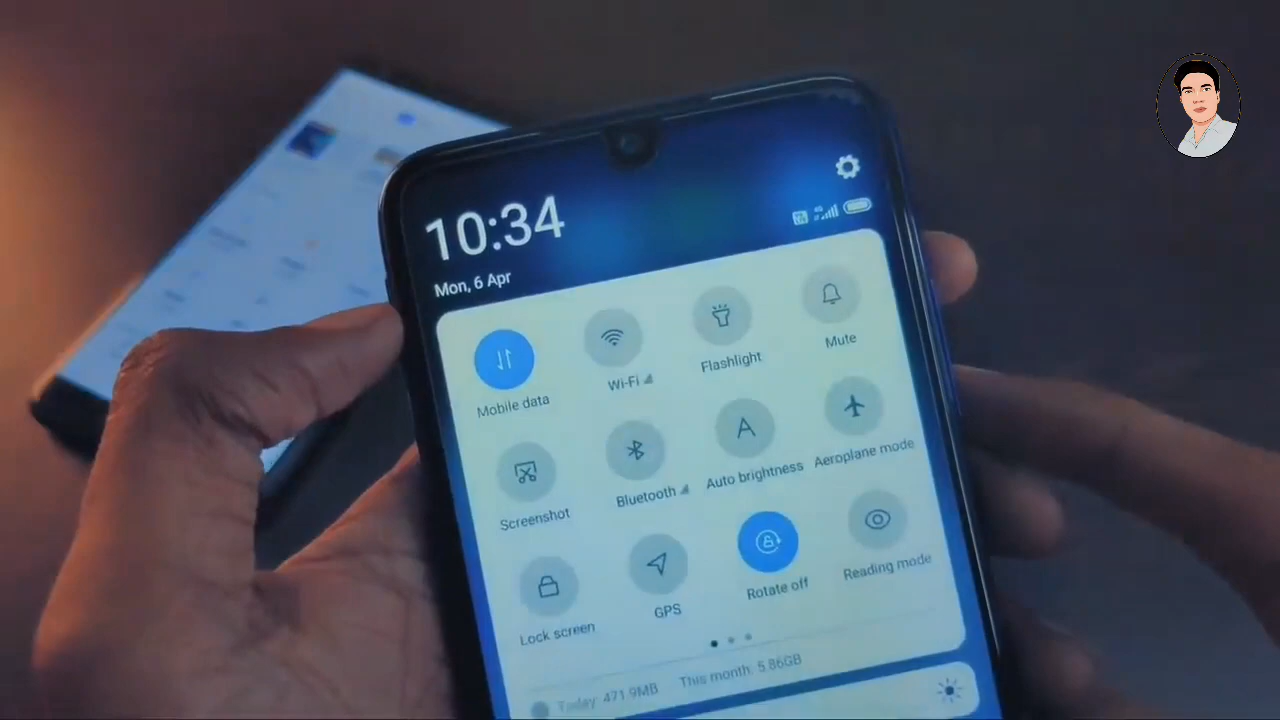 10:34
Mon, 6 Apr
Mobile data
Wi-Fi
Flashlight
Mute
Screenshot
Bluetooth
Auto brightness
Aeroplane mode
Lock screen
GPS
Rotate off
Reading mode
Today: 471.9MB This month: 5.86GB